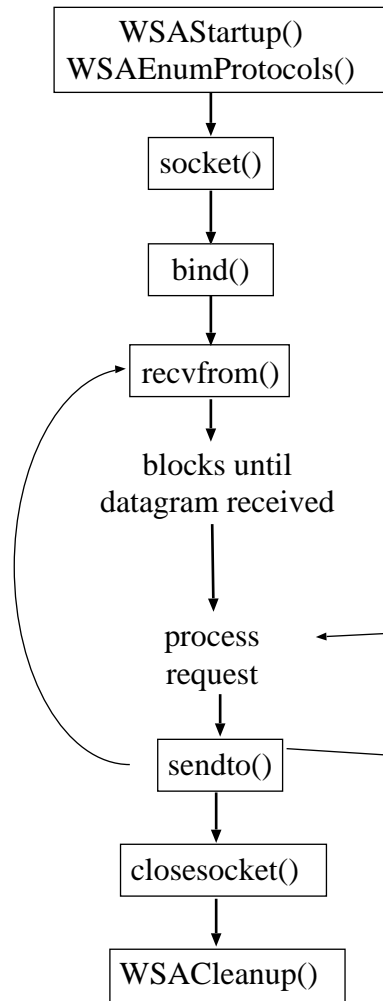 WSAStartup()
WSAEnumProtocols()
socket()
bind()
recvfrom()
blocks until
datagram received
process
request
sendto()
closesocket()
WSACleanup()